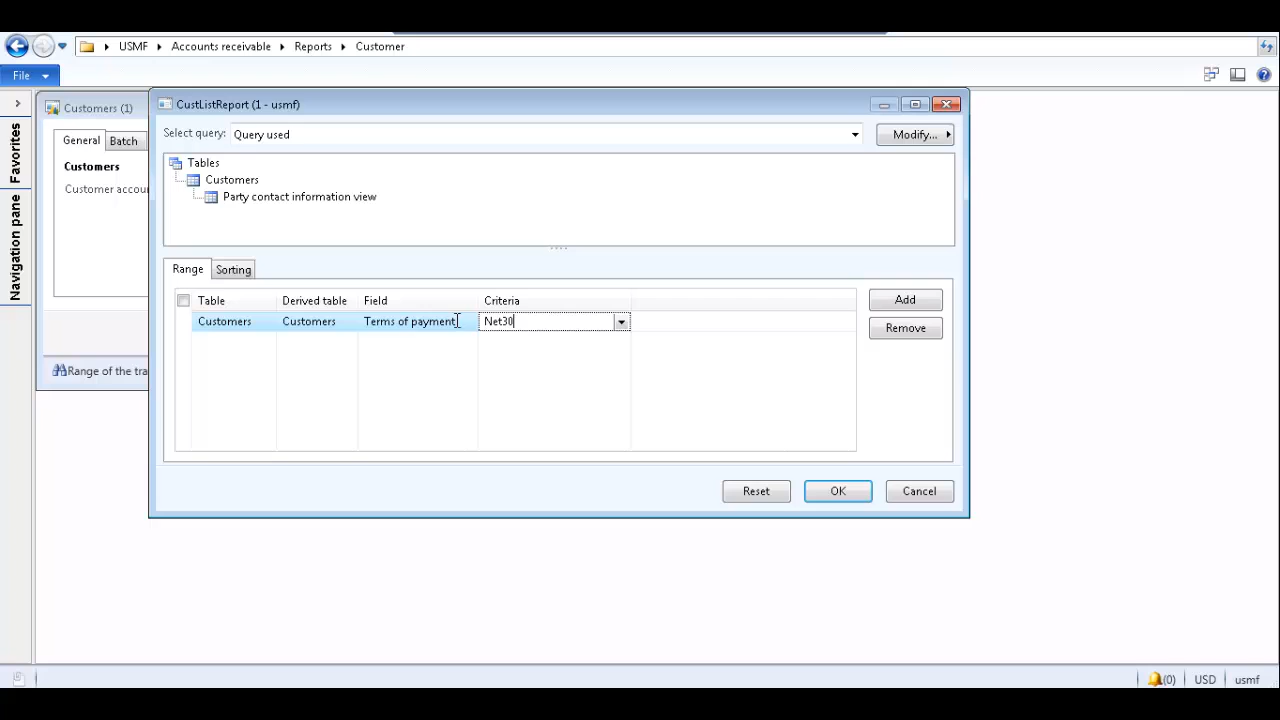 USMF Accounts receivable Reports Customer
File
Customers (1)
General Batch
Customers
Customer accou
Range of the tra
Favorites
Navigation pane
CustListReport (1 - usmf)
Select query: Query used Modify...
Tables
Customers
Party contact information view
Range Sorting
Table Derived table Field Criteria
Customers Customers Terms of payment Net30
Add
Remove
Reset OK Cancel
(0) USD usmf